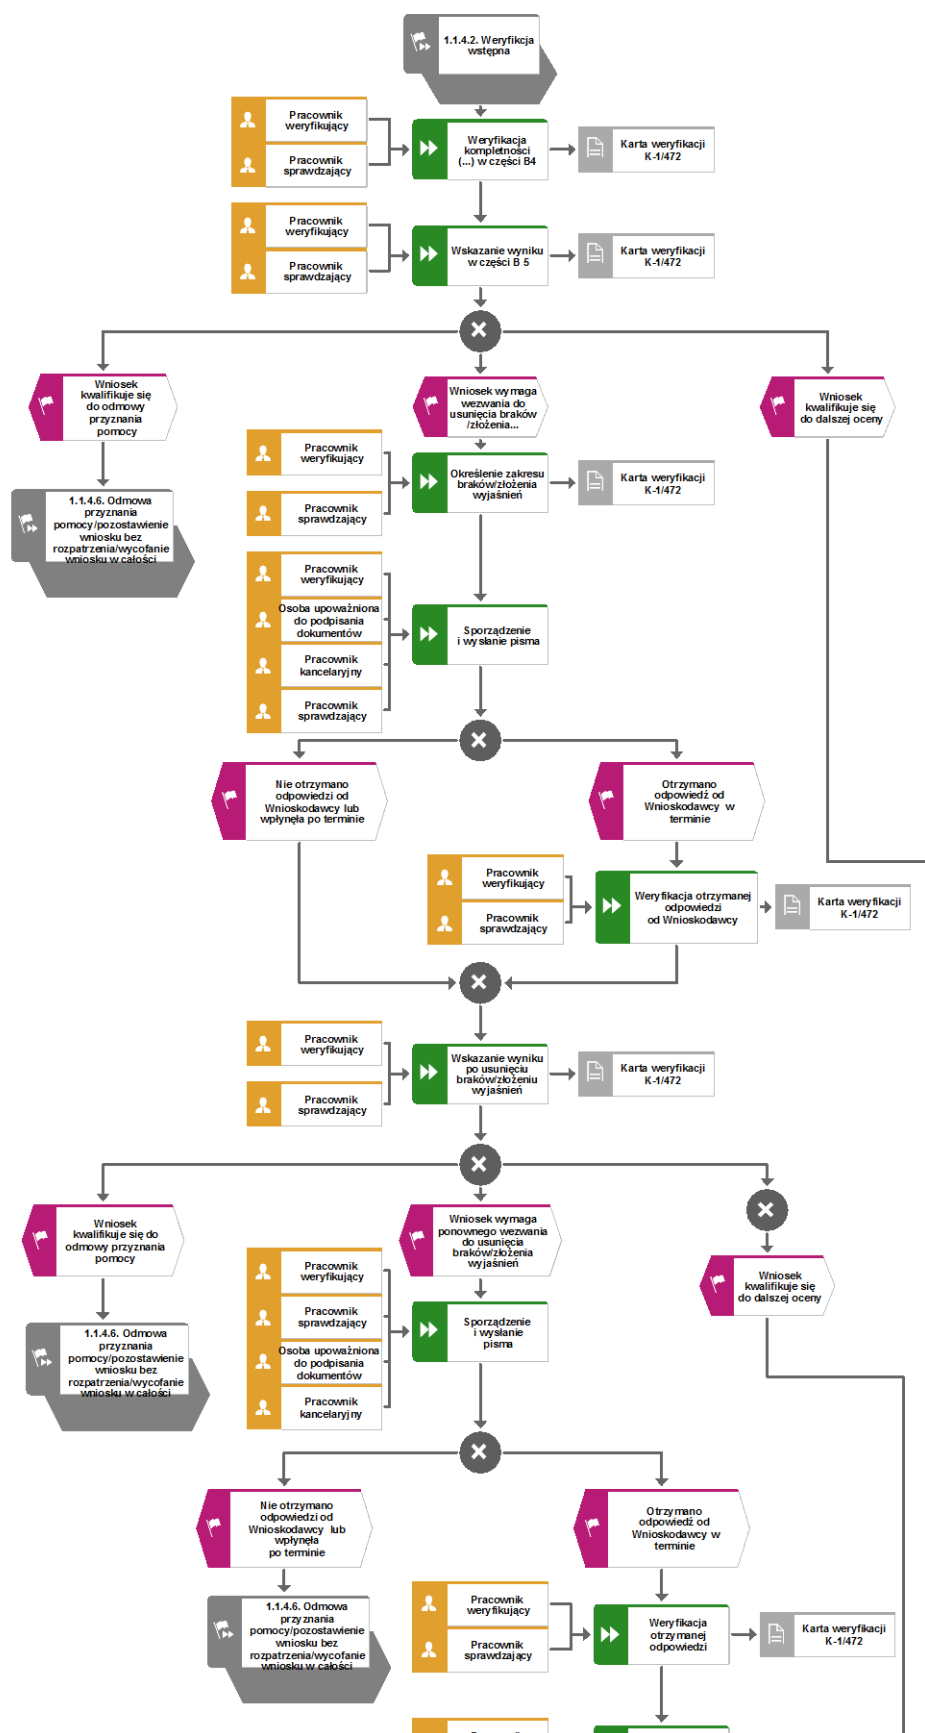 1.1.4.2. Weryfikcja
wstępna
Pracownik
weryfikujący
Pracownik
sprawdzający
Weryfikacja
kompletności
(...) w części B4
Karta weryfikacji
K-1/472
Pracownik
weryfikujący
Pracownik
sprawdzający
Wskazanie wyniku
w części B 5
Karta weryfikacji
K-1/472
Wniosek
kwalifikuje się
do odmowy
przyznania
pomocy
Wniosek wymaga
wezwania do
usunięcia braków
/złożenia...
Wniosek
kwalifikuje się
do dalszej oceny
Pracownik
weryfikujący
Pracownik
sprawdzający
Określenie zakresu
braków/złożenia
wyjaśnień
Karta weryfikacji
K-1/472
1.1.4.6. Odmowa
przyznania
pomocy/pozostawienie
wniosku bez
rozpatrzenia/wycofanie
wniosku w całości
Pracownik
weryfikujący
Osoba upoważniona
do podpisania
dokumentów
Pracownik
kancelaryjny
Pracownik
sprawdzający
Sporządzenie
i wysłanie pisma
Nie otrzymano
odpowiedzi od
Wnioskodawcy lub
wpłynęła po terminie
Otrzymano
odpowiedź od
Wnioskodawcy w
terminie
Pracownik
weryfikujący
Pracownik
sprawdzający
Weryfikacja otrzymanej
odpowiedzi
od Wnioskodawcy
Karta weryfikacji
K-1/472
Pracownik
weryfikujący
Pracownik
sprawdzający
Wskazanie wyniku
po usunięciu
braków/złożeniu
wyjaśnień
Karta weryfikacji
K-1/472
Wniosek
kwalifikuje się do
odmowy przyznania
pomocy
Wniosek wymaga
ponownego wezwania
do usunięcia
braków/złożenia
wyjaśnień
Wniosek
kwalifikuje się
do dalszej oceny
1.1.4.6. Odmowa
przyznania
pomocy/pozostawienie
wniosku bez
rozpatrzenia/wycofanie
wniosku w całości
Pracownik
weryfikujący
Pracownik
sprawdzający
Osoba upoważniona
do podpisania
dokumentów
Pracownik
kancelaryjny
Sporządzenie
i wysłanie
pisma
Nie otrzymano
odpowiedzi od
Wnioskodawcy lub
wpłynęła
po terminie
Otrzymano
odpowiedź od
Wnioskodawcy w
terminie
1.1.4.6. Odmowa
przyznania
pomocy/pozostawienie
wniosku bez
rozpatrzenia/wycofanie
wniosku w całości
Pracownik
weryfikujący
Pracownik
sprawdzający
Weryfikacja
otrzymanej
odpowiedzi
Karta weryfikacji
K-1/472